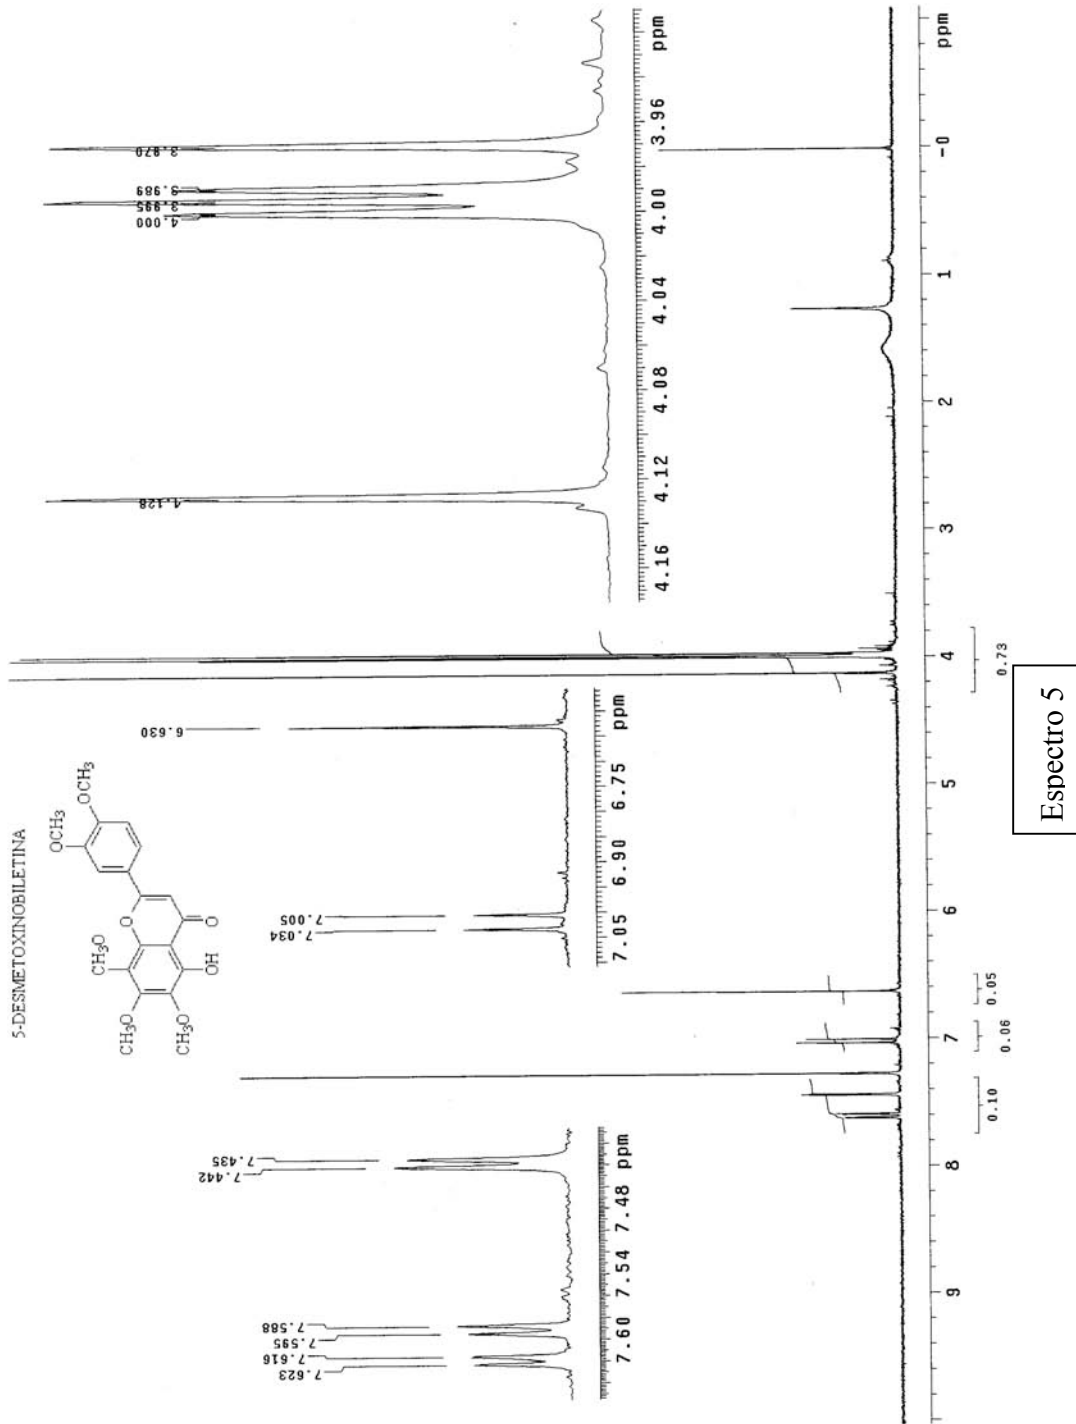 5-DESMETOXINOBILETINA
OCH3
OCH3
CH3O
O
CH3O
CH3O
OH
O
7.623
7.616
7.595
7.588
7.442
7.435
7.60 7.54 7.48 ppm
7.034
7.005
6.630
7.05 6.90 6.75 ppm
4.128
4.000
3.995
3.989
3.970
4.16 4.12 4.08 4.04 4.00 3.96 ppm
9 8 7 6 5 4 3 2 1 -0 ppm
0.10
0.06
0.05
0.73
Espectro 5